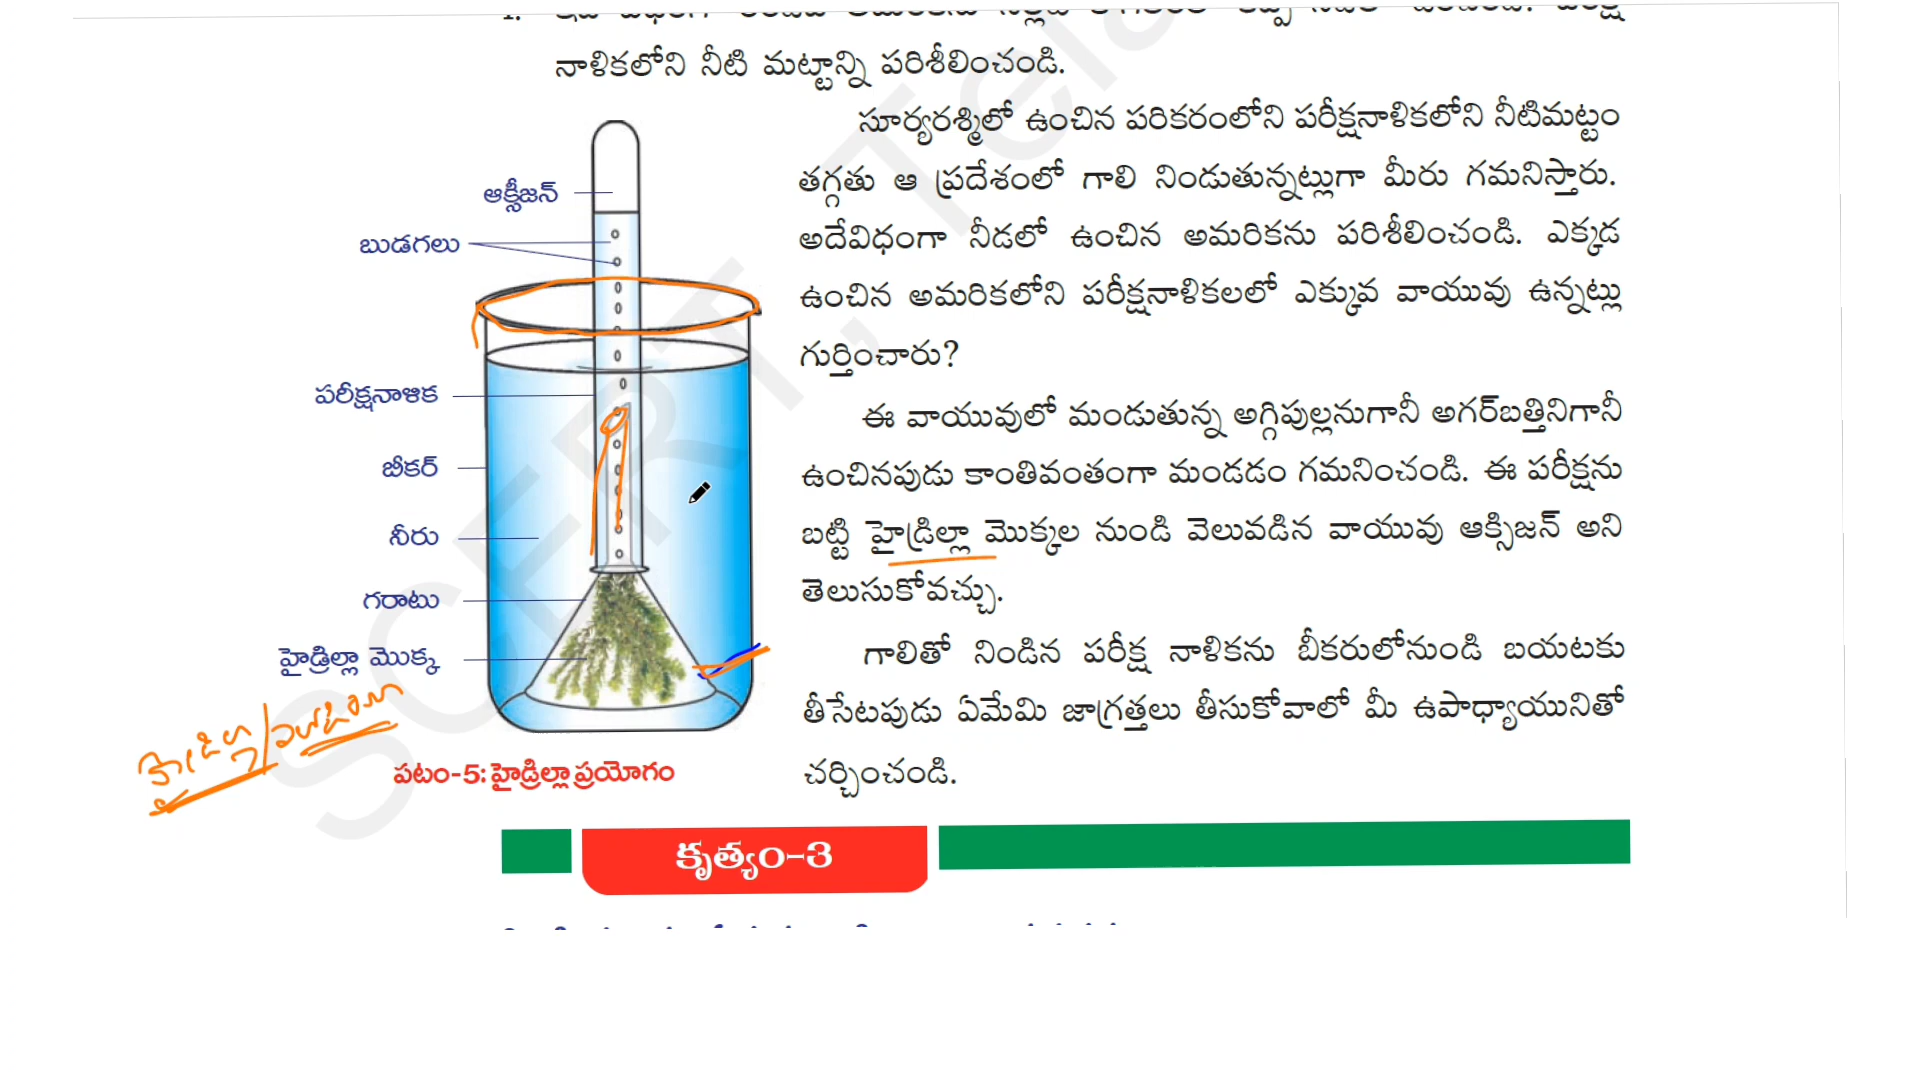 నాళికలోని నీటి మట్టాన్ని పరిశీలించండి.
సూర్యరశ్మిలో ఉంచిన పరికరంలోని పరీక్షనాళికలోని నీటిమట్టం
తగ్గతు ఆ ప్రదేశంలో గాలి నిండుతున్నట్లుగా మీరు గమనిస్తారు.
అదేవిధంగా నీడలో ఉంచిన అమరికను పరిశీలించండి. ఎక్కడ
ఉంచిన అమరికలోని పరీక్షనాళికలలో ఎక్కువ వాయువు ఉన్నట్లు
గుర్తించారు?
ఈ వాయువులో మండుతున్న అగ్గిపుల్లనుగానీ అగర్‌బత్తినిగానీ
ఉంచినపుడు కాంతివంతంగా మండడం గమనించండి. ఈ పరీక్షను
బట్టి హైడ్రిల్లా మొక్కల నుండి వెలువడిన వాయువు ఆక్సిజన్ అని
తెలుసుకోవచ్చు.
గాలితో నిండిన పరీక్ష నాళికను బీకరులోనుండి బయటకు
తీసేటపుడు ఏమేమి జాగ్రత్తలు తీసుకోవాలో మీ ఉపాధ్యాయునితో
చర్చించండి.
ఆక్సీజన్
బుడగలు
పరీక్షనాళిక
బీకర్
నీరు
గరాటు
హైడ్రిల్లా మొక్క
పటం-5: హైడ్రిల్లా ప్రయోగం
కృత్యం-3
SCERT, Tela